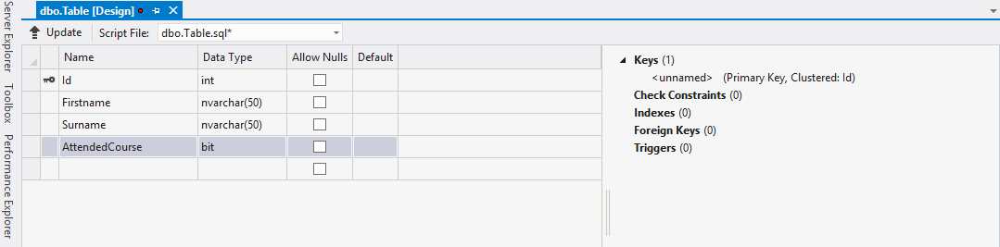 dbo.Table [Design]
Update Script File: dbo.Table.sql*
Name Data Type Allow Nulls Default
Id int
Firstname nvarchar(50)
Surname nvarchar(50)
AttendedCourse bit
Keys (1)
<unnamed> (Primary Key, Clustered: Id)
Check Constraints (0)
Indexes (0)
Foreign Keys (0)
Triggers (0)
Server Explorer
Toolbox
Performance Explorer